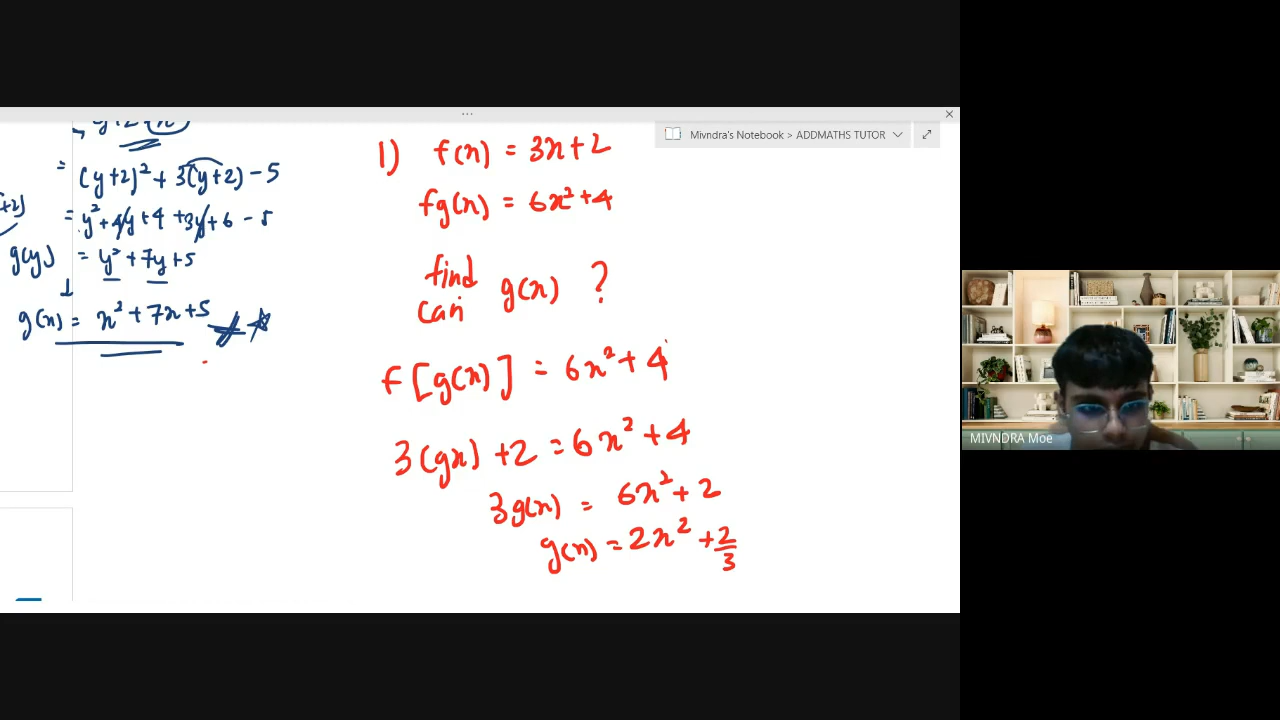 Mivndra's Notebook > ADDMATHS TUTOR
= (y+2)² + 3(y+2) - 5
= y² + 4y + 4 + 3y + 6 - 5
g(y) = y² + 7y + 5
g(x) = x² + 7x + 5
1) f(x) = 3x + 2
fg(x) = 6x² + 4
find
can g(x) ?
f[g(x)] = 6x² + 4
3(gx) + 2 = 6x² + 4
3g(x) = 6x² + 2
g(x) = 2x² + 2/3
MIVNDRA Moe